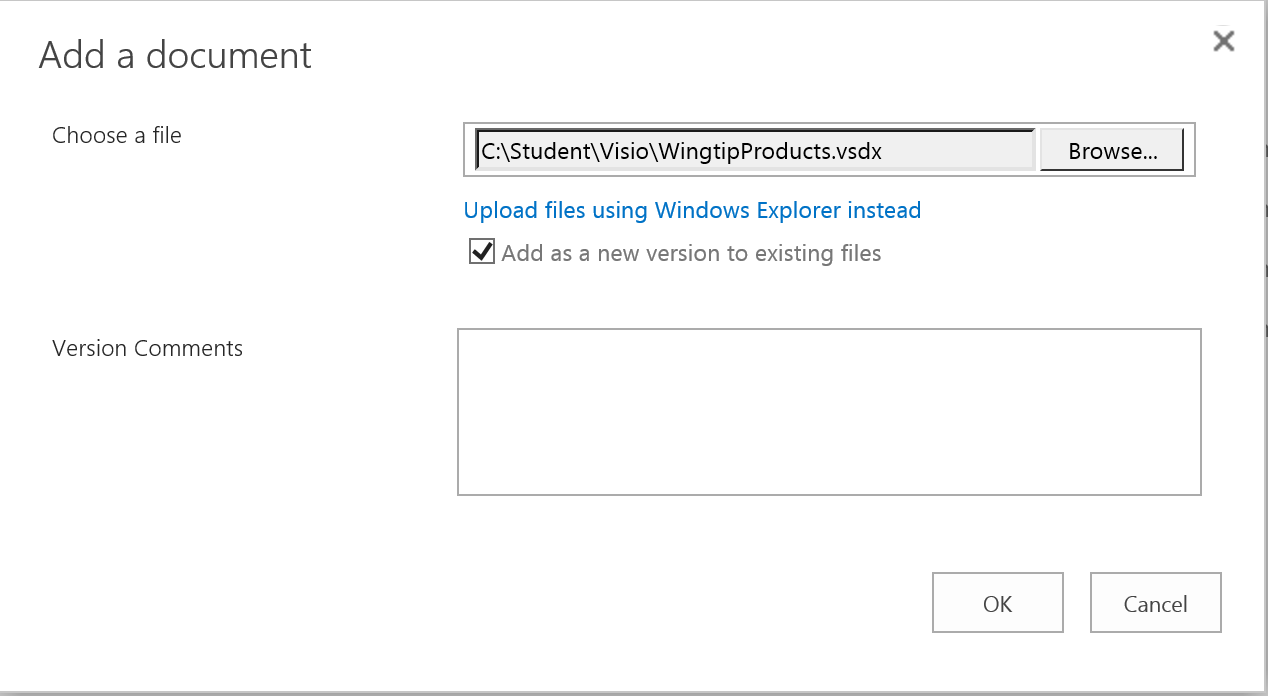 Add a document
Choose a file
C:\Student\Visio\WingtipProducts.vsdx
Browse...
Upload files using Windows Explorer instead
Add as a new version to existing files
Version Comments
OK
Cancel